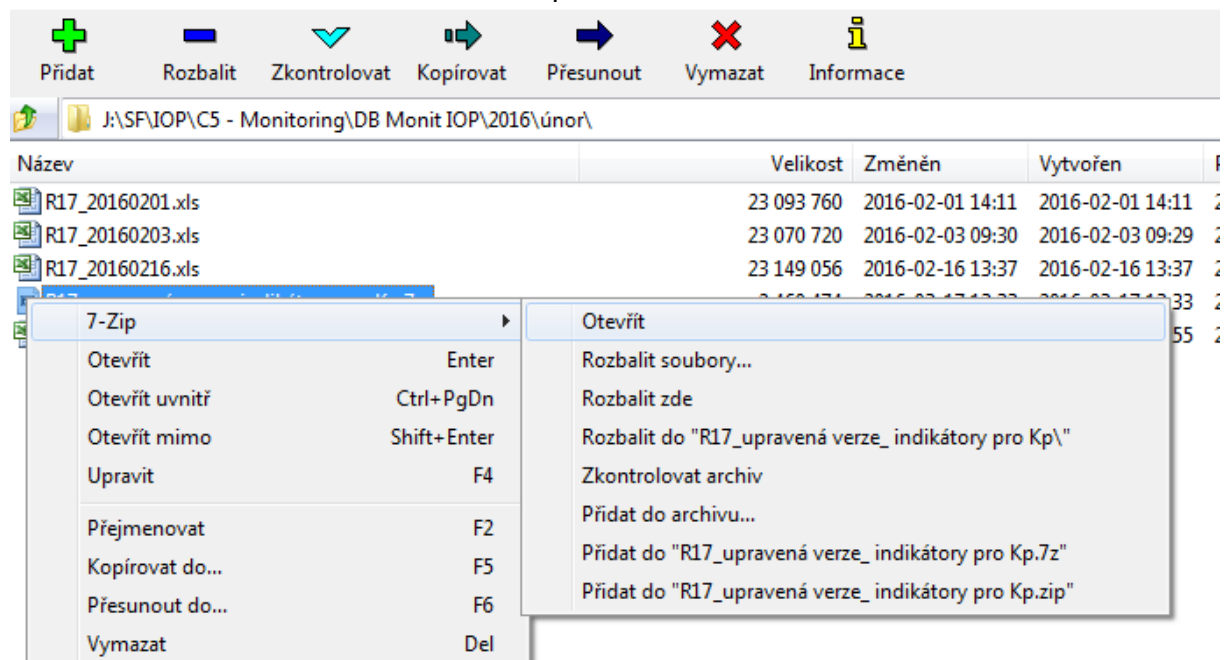 Přidat Rozbalit Zkontrolovat Kopírovat Přesunout Vymazat Informace
J:\SF\IOP\C5 - Monitoring\DB Monit IOP\2016\únor\
Název Velikost Změněn Vytvořen
R17_20160201.xls 23 093 760 2016-02-01 14:11 2016-02-01 14:11
R17_20160203.xls 23 070 720 2016-02-03 09:30 2016-02-03 09:29
R17_20160216.xls 23 149 056 2016-02-16 13:37 2016-02-16 13:37
7-Zip
Otevřít Enter
Otevřít uvnitř Ctrl+PgDn
Otevřít mimo Shift+Enter
Upravit F4
Přejmenovat F2
Kopírovat do... F5
Přesunout do... F6
Vymazat Del
Otevřít
Rozbalit soubory...
Rozbalit zde
Rozbalit do "R17_upravená verze_ indikátory pro Kp\"
Zkontrolovat archiv
Přidat do archivu...
Přidat do "R17_upravená verze_ indikátory pro Kp.7z"
Přidat do "R17_upravená verze_ indikátory pro Kp.zip"
33
55